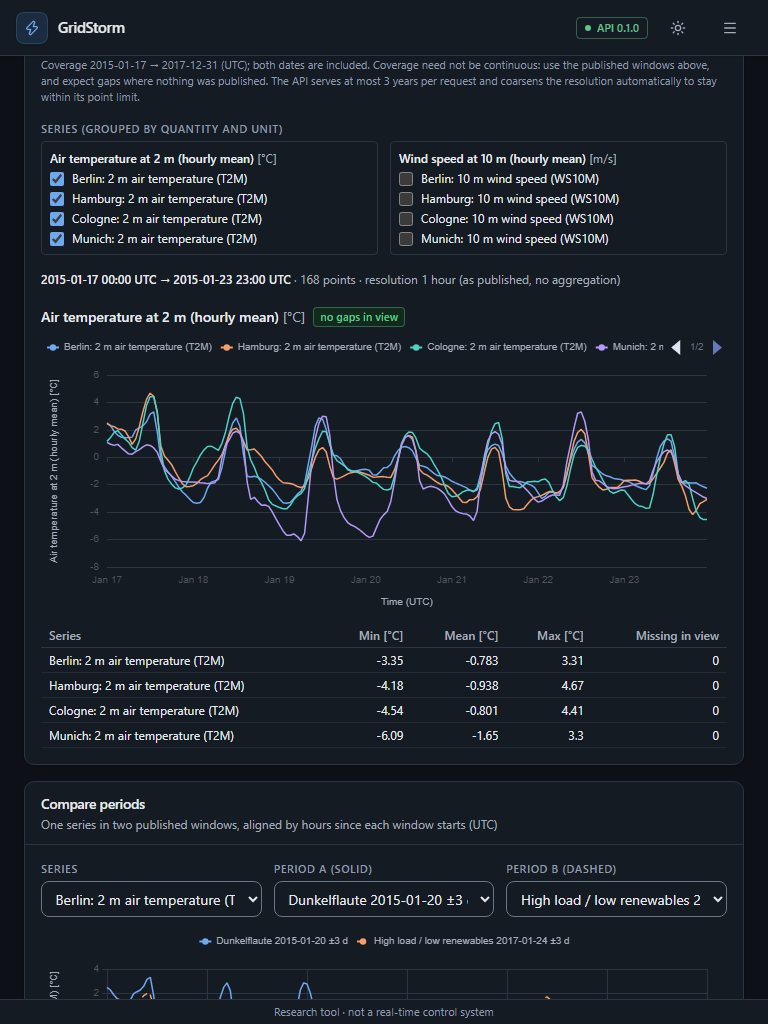 GridStorm
API 0.1.0
Coverage 2015-01-17 → 2017-12-31 (UTC); both dates are included. Coverage need not be continuous: use the published windows above,
and expect gaps where nothing was published. The API serves at most 3 years per request and coarsens the resolution automatically to stay
within its point limit.
SERIES (GROUPED BY QUANTITY AND UNIT)
Air temperature at 2 m (hourly mean) [°C]
Berlin: 2 m air temperature (T2M)
Hamburg: 2 m air temperature (T2M)
Cologne: 2 m air temperature (T2M)
Munich: 2 m air temperature (T2M)
Wind speed at 10 m (hourly mean) [m/s]
Berlin: 10 m wind speed (WS10M)
Hamburg: 10 m wind speed (WS10M)
Cologne: 10 m wind speed (WS10M)
Munich: 10 m wind speed (WS10M)
2015-01-17 00:00 UTC → 2015-01-23 23:00 UTC · 168 points · resolution 1 hour (as published, no aggregation)
Air temperature at 2 m (hourly mean) [°C] no gaps in view
Berlin: 2 m air temperature (T2M) Hamburg: 2 m air temperature (T2M) Cologne: 2 m air temperature (T2M) Munich: 2 m 1/2
Air temperature at 2 m (hourly mean) [°C]
6
4
2
0
-2
-4
-6
-8
Jan 17 Jan 18 Jan 19 Jan 20 Jan 21 Jan 22 Jan 23
Time (UTC)
Series Min [°C] Mean [°C] Max [°C] Missing in view
Berlin: 2 m air temperature (T2M) -3.35 -0.783 3.31 0
Hamburg: 2 m air temperature (T2M) -4.18 -0.938 4.67 0
Cologne: 2 m air temperature (T2M) -4.54 -0.801 4.41 0
Munich: 2 m air temperature (T2M) -6.09 -1.65 3.3 0
Compare periods
One series in two published windows, aligned by hours since each window starts (UTC)
SERIES PERIOD A (SOLID) PERIOD B (DASHED)
Berlin: 2 m air temperature (T Dunkelflaute 2015-01-20 ±3 High load / low renewables 2
Dunkelflaute 2015-01-20 ±3 d High load / low renewables 2017-01-24 ±3 d
4
2
[°C]
Research tool · not a real-time control system